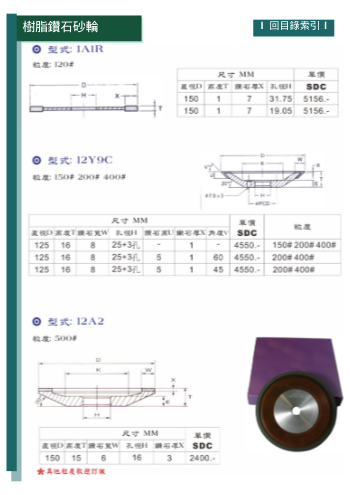 樹脂鑽石砂輪
I 回目錄索引 I
型式: 1A1R
粒度: 120#
D
H
X
T
尺寸 MM 單價
直徑D 高度T 鑽石厚X 孔徑H SDC
150 1 7 31.75 5156.-
150 1 7 19.05 5156.-
型式: 12Y9C
粒度: 150# 200# 400#
D
K
W
尺寸 MM 單價 粒度
直徑D 高度T 鑽石寬W 孔徑H 鑽石高U 鑽石厚X 角度V SDC
125 16 8 25+3孔 - 1 - 4550.- 150# 200# 400#
125 16 8 25+3孔 5 1 60 4550.- 200# 400#
125 16 8 25+3孔 5 1 45 4550.- 200# 400#
型式: 12A2
粒度: 500#
D
K
W
X
T
H
尺寸 MM 單價
直徑D 高度T 鑽石寬W 孔徑H 鑽石厚X SDC
150 15 6 16 3 2400.-
★其他粒度歡迎訂做